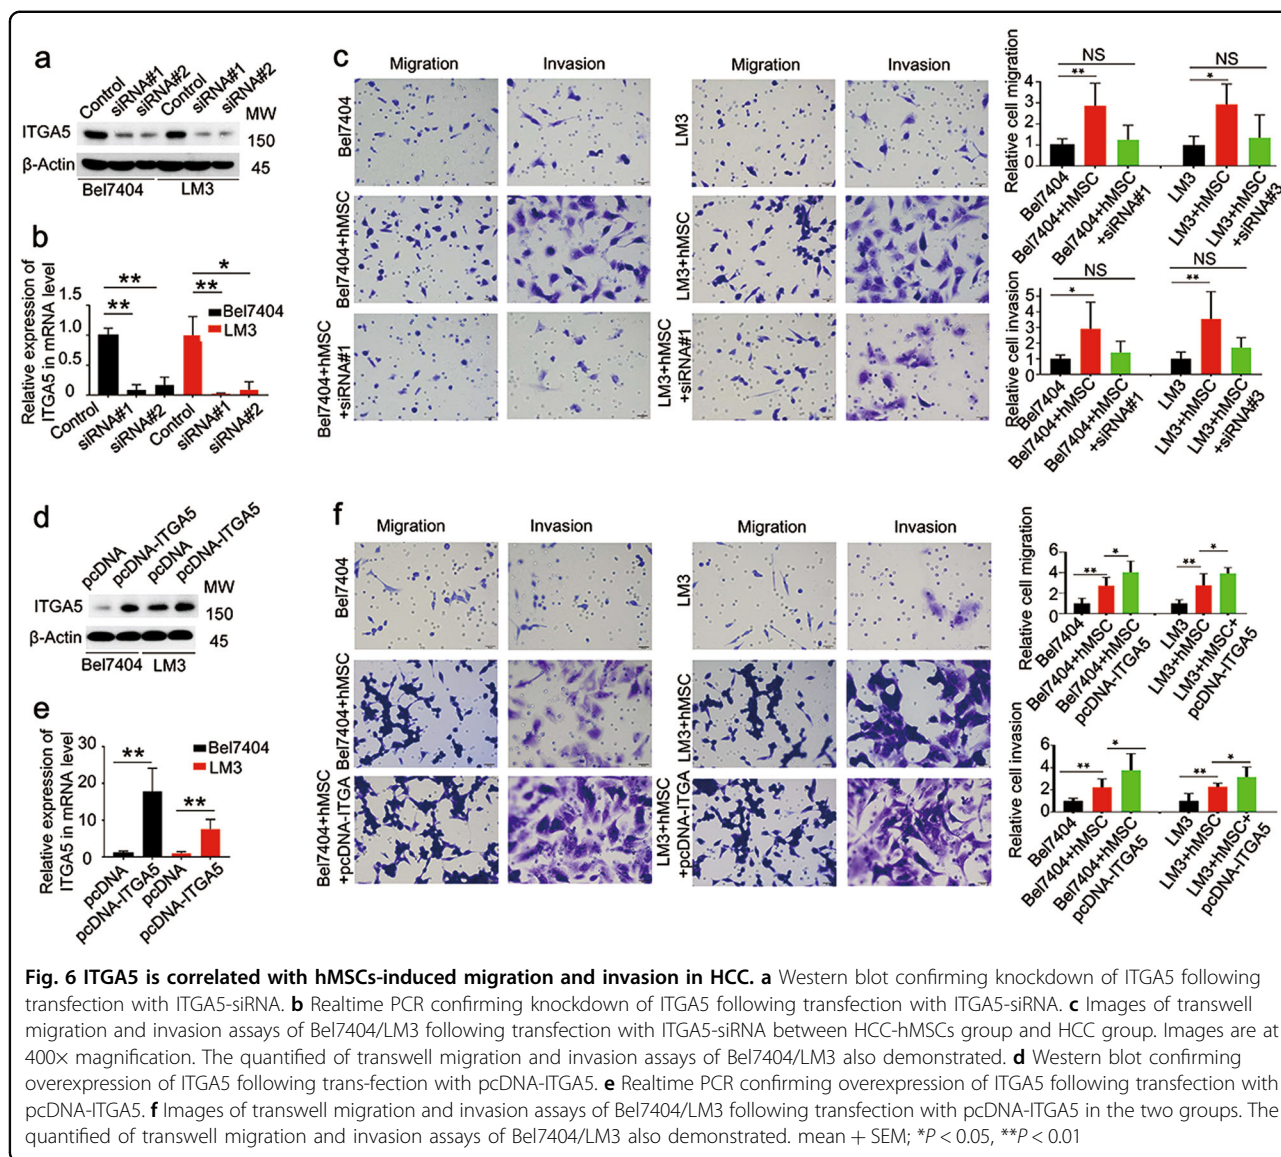 a
Control
siRNA#1
siRNA#2
Control
siRNA#1
siRNA#2
MW
ITGA5
150
β-Actin
45
Bel7404 LM3
b
Relative expression of
ITGA5 in mRNA level
1.5
1.0
0.5
0
**
**
**
*
Bel7404
LM3
Control
siRNA#1
siRNA#2
Control
siRNA#1
siRNA#2
c
Migration Invasion Migration Invasion
Bel7404
LM3
Bel7404+hMSC
LM3+hMSC
Bel7404+hMSC
+siRNA#1
LM3+hMSC
+siRNA#1
Relative cell migration
5
4
3
2
1
0
NS
**
NS
*
Bel7404
Bel7404+hMSC
Bel7404+hMSC
+siRNA#1
LM3
LM3+hMSC
LM3+hMSC
+siRNA#3
Relative cell invasion
6
4
2
0
NS
*
NS
**
Bel7404
Bel7404+hMSC
Bel7404+hMSC
+siRNA#1
LM3
LM3+hMSC
LM3+hMSC
+siRNA#3
d
pcDNA
pcDNA-ITGA5
pcDNA
pcDNA-ITGA5
MW
ITGA5
150
β-Actin
45
Bel7404 LM3
e
Relative expression of
ITGA5 in mRNA level
30
20
10
0
**
**
Bel7404
LM3
pcDNA
pcDNA-ITGA5
pcDNA
pcDNA-ITGA5
f
Migration Invasion Migration Invasion
Bel7404
LM3
Bel7404+hMSC
LM3+hMSC
Bel7404+hMSC
+pcDNA-ITGA
LM3+hMSC
+pcDNA-ITGA
Relative cell migration
6
4
2
0
**
*
**
*
Bel7404
Bel7404+hMSC
Bel7404+hMSC
pcDNA-ITGA5
LM3
LM3+hMSC
LM3+hMSC+
pcDNA-ITGA5
Relative cell invasion
6
4
2
0
**
*
**
*
Bel7404
Bel7404+hMSC
Bel7404+hMSC
pcDNA-ITGA5
LM3
LM3+hMSC
LM3+hMSC+
pcDNA-ITGA5
Fig. 6 ITGA5 is correlated with hMSCs-induced migration and invasion in HCC. a Western blot confirming knockdown of ITGA5 following
transfection with ITGA5-siRNA. b Realtime PCR confirming knockdown of ITGA5 following transfection with ITGA5-siRNA. c Images of transwell
migration and invasion assays of Bel7404/LM3 following transfection with ITGA5-siRNA between HCC-hMSCs group and HCC group. Images are at
400× magnification. The quantified of transwell migration and invasion assays of Bel7404/LM3 also demonstrated. d Western blot confirming
overexpression of ITGA5 following trans-fection with pcDNA-ITGA5. e Realtime PCR confirming overexpression of ITGA5 following transfection with
pcDNA-ITGA5. f Images of transwell migration and invasion assays of Bel7404/LM3 following transfection with pcDNA-ITGA5 in the two groups. The
quantified of transwell migration and invasion assays of Bel7404/LM3 also demonstrated. mean + SEM; *P < 0.05, **P < 0.01